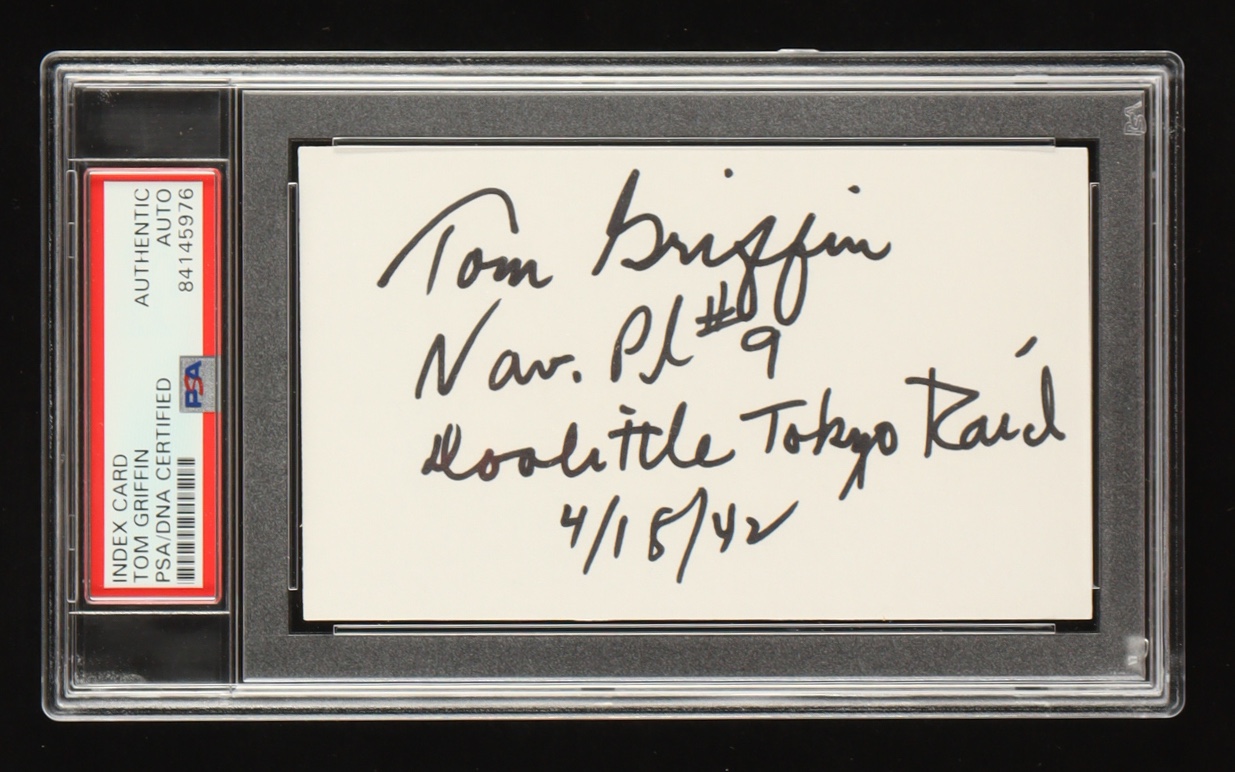 INDEX CARD
TOM GRIFFIN
PSA/DNA CERTIFIED
AUTHENTIC
AUTO
84145976
PSA
Tom Griffin
Nav. Pl #9
Doolittle Tokyo Raid
4/18/42